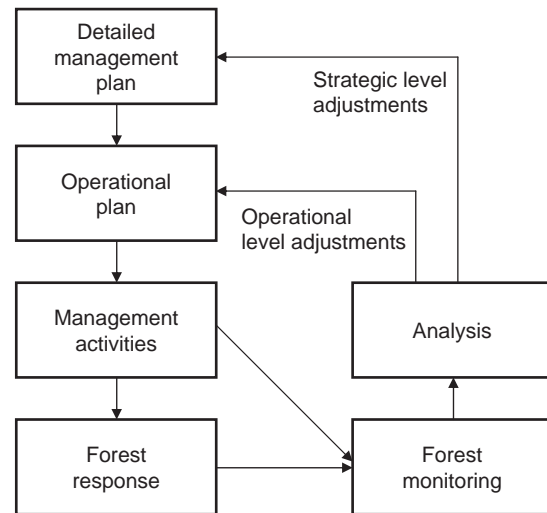 Detailed
management
plan
Strategic level
adjustments
Operational
plan
Operational
level adjustments
Management
activities
Analysis
Forest
response
Forest
monitoring